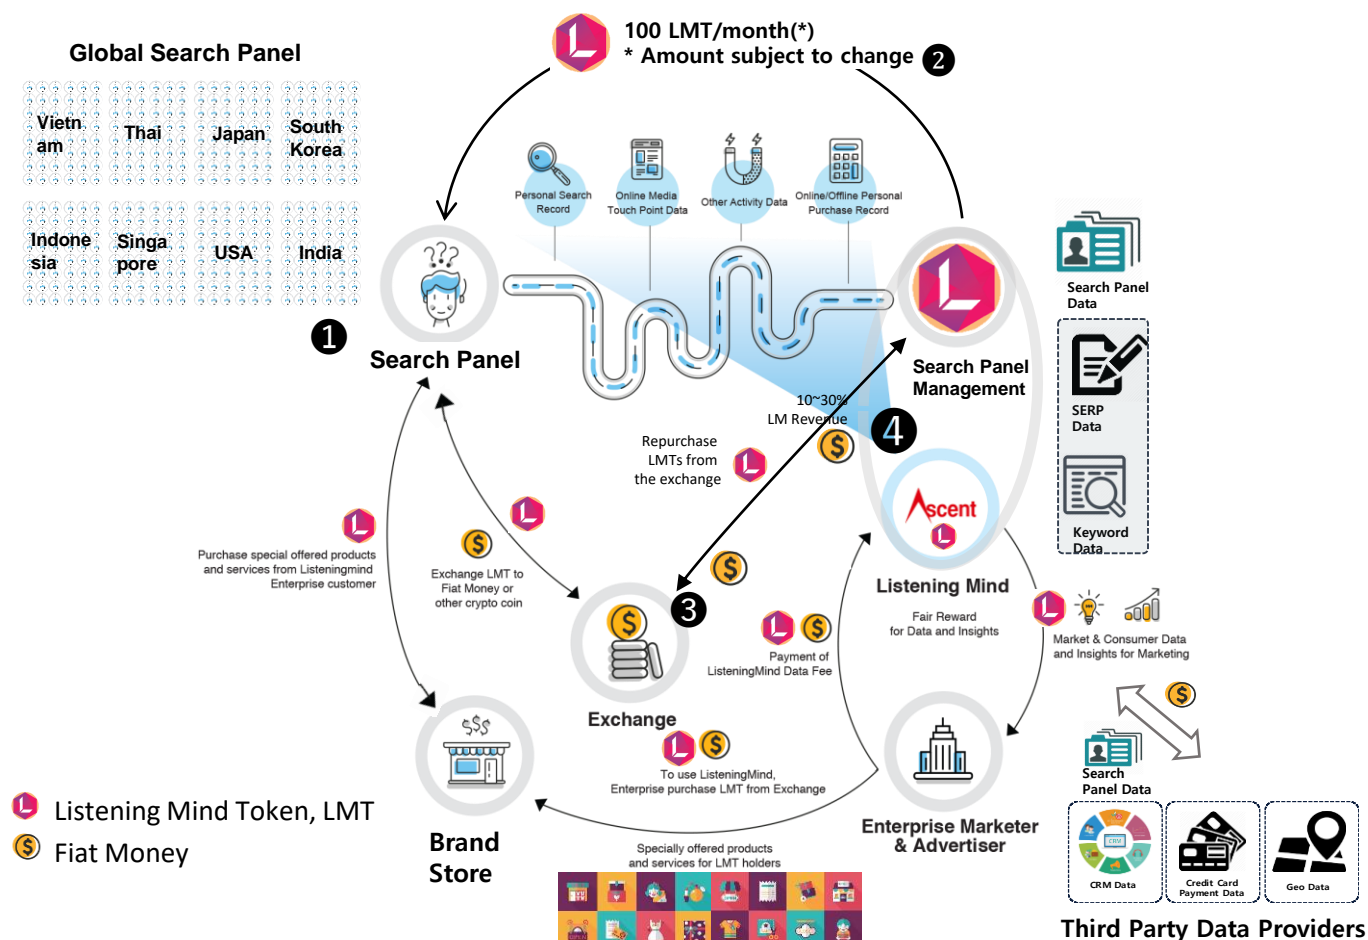 Global Search Panel
Vietn
am
Thai
Japan
South
Korea
Indone
sia
Singa
pore
USA
India
100 LMT/month(*)
* Amount subject to change
2
Personal Search
Record
Online Media
Touch Point Data
Other Activity Data
Online/Offline Personal
Purchase Record
???
1
Search Panel
L
Search Panel
Management
Search Panel
Data
SERP
Data
Keyword
Data
10~30%
LM Revenue
4
Repurchase
LMTs from
the exchange
Ascent
Listening Mind
Fair Reward
for Data and Insights
Market & Consumer Data
and Insights for Marketing
Purchase special offered products
and services from Listeningmind
Enterprise customer
Exchange LMT to
Fiat Money or
other crypto coin
3
Exchange
Payment of
ListeningMind Data Fee
To use ListeningMind,
Enterprise purchase LMT from Exchange
$$$
Brand
Store
Enterprise Marketer
& Advertiser
Specially offered products
and services for LMT holders
Listening Mind Token, LMT
Fiat Money
Search
Panel Data
CRM
CRM Data
Credit Card
Payment Data
Geo Data
Third Party Data Providers